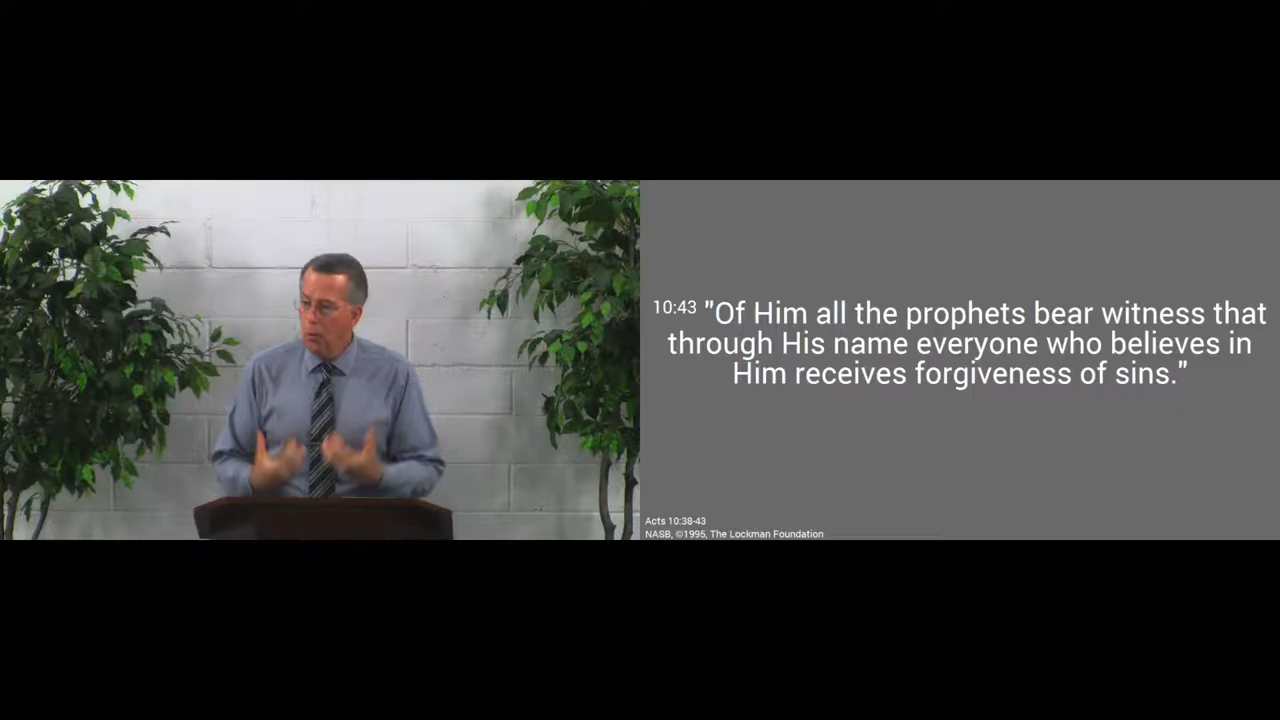 10:43 "Of Him all the prophets bear witness that
through His name everyone who believes in
Him receives forgiveness of sins."
Acts 10:38-43
NASB, ©1995, The Lockman Foundation